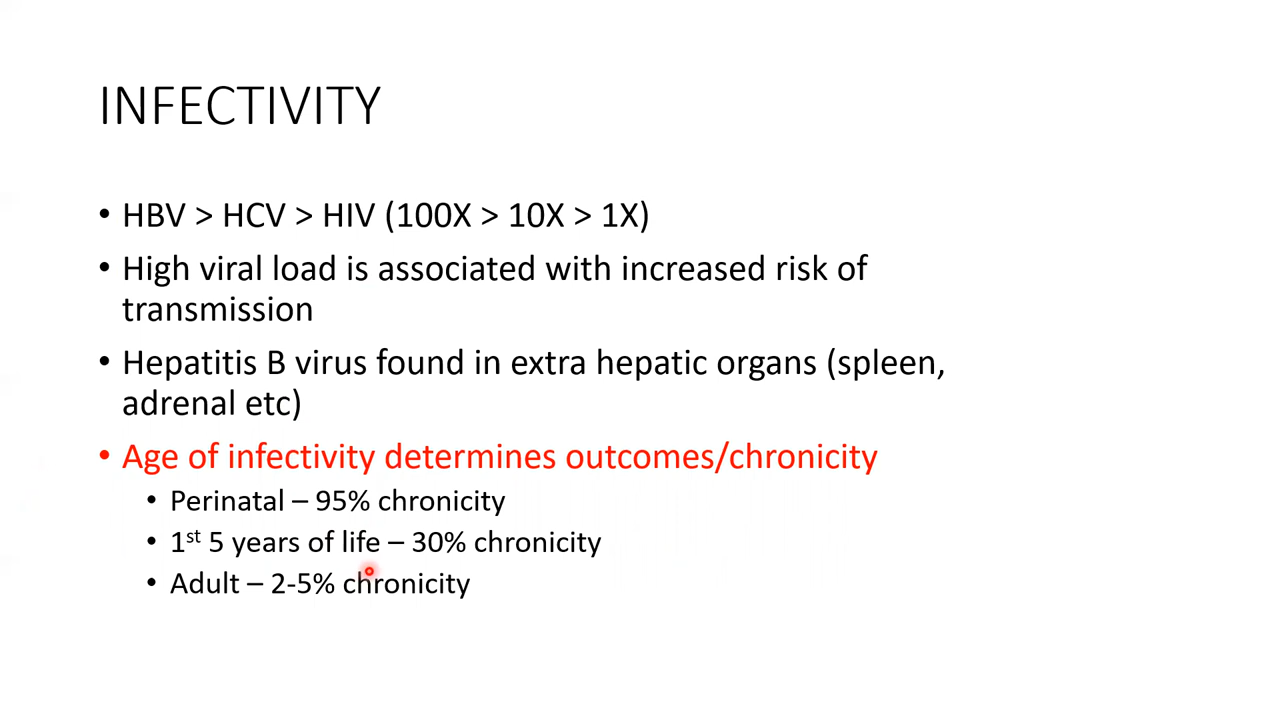 INFECTIVITY
• HBV > HCV > HIV (100X > 10X > 1X)
• High viral load is associated with increased risk of
transmission
• Hepatitis B virus found in extra hepatic organs (spleen,
adrenal etc)
• Age of infectivity determines outcomes/chronicity
• Perinatal – 95% chronicity
• 1st 5 years of life – 30% chronicity
• Adult – 2-5% chronicity